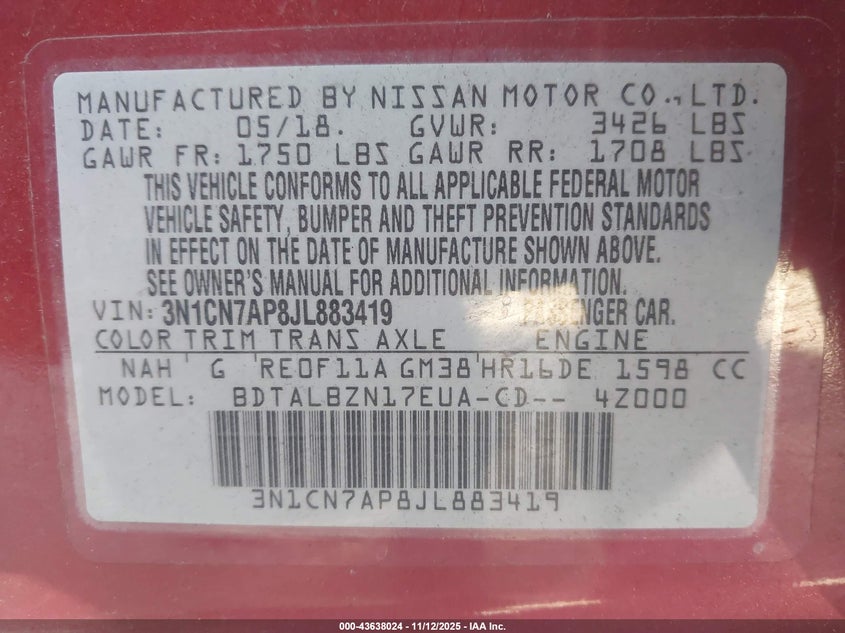 MANUFACTURED BY NISSAN MOTOR CO., LTD.
DATE: 05/18. GVWR: 3426 LBS
GAWR FR: 1750 LBS GAWR RR: 1708 LBS
THIS VEHICLE CONFORMS TO ALL APPLICABLE FEDERAL MOTOR
VEHICLE SAFETY, BUMPER AND THEFT PREVENTION STANDARDS
IN EFFECT ON THE DATE OF MANUFACTURE SHOWN ABOVE.
SEE OWNER'S MANUAL FOR ADDITIONAL INFORMATION.
VIN: 3N1CN7AP8JL883419 PASSENGER CAR.
COLOR TRIM TRANS AXLE ENGINE
NAH G RE0F11A GM38 HR16DE 1598 CC
MODEL: BDTALBZN17EUA-CD-- 4Z000
3N1CN7AP8JL883419
000-43638024 - 11/12/2025 - IAA Inc.